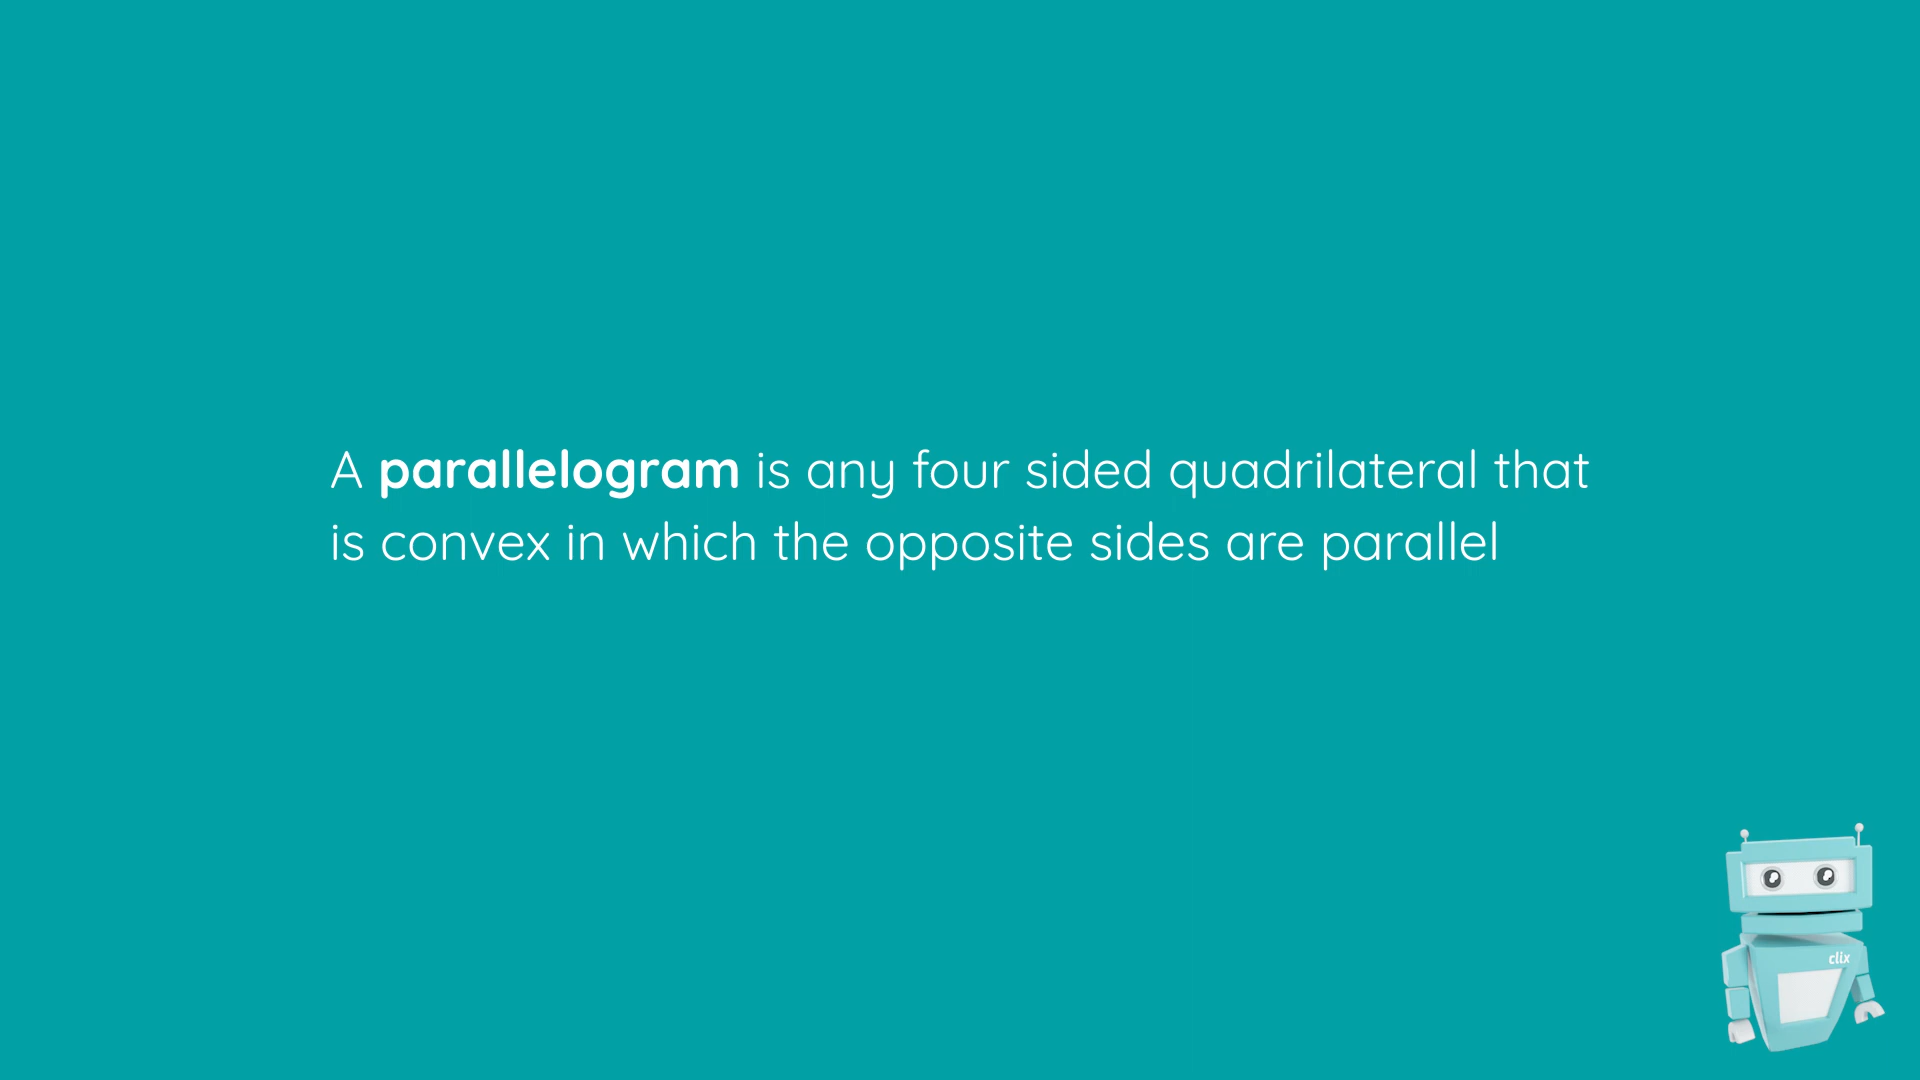 A parallelogram is any four sided quadrilateral that
is convex in which the opposite sides are parallel
clix